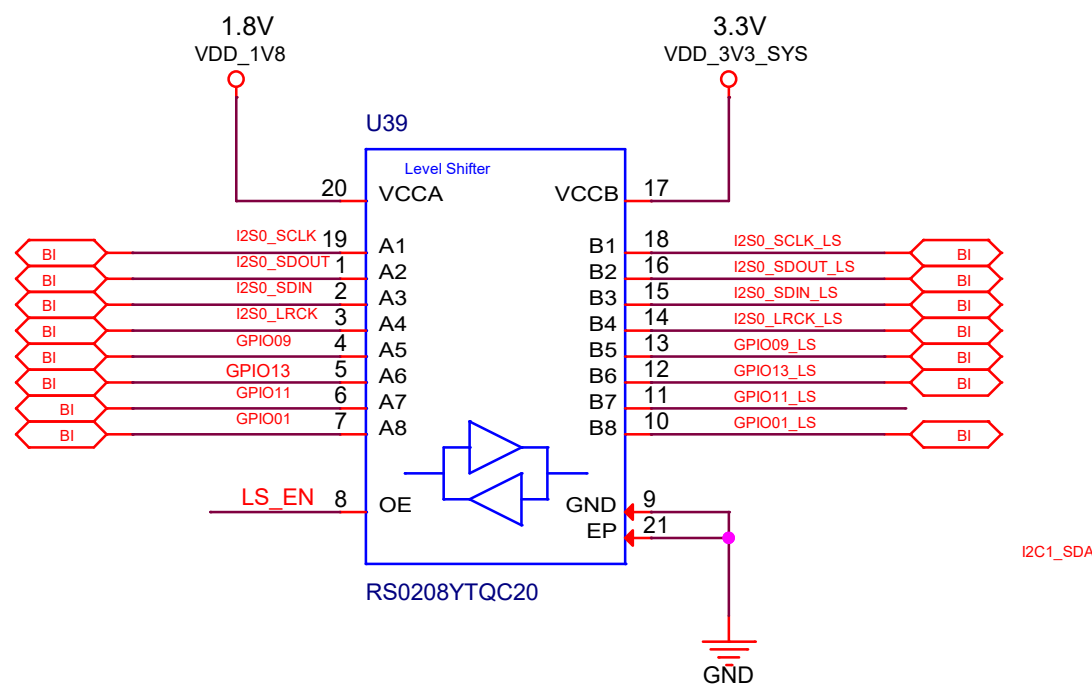 1.8V
VDD_1V8
3.3V
VDD_3V3_SYS
U39
Level Shifter
20 VCCA VCCB 17
BI I2S0_SCLK 19 A1 B1 18 I2S0_SCLK_LS BI
BI I2S0_SDOUT 1 A2 B2 16 I2S0_SDOUT_LS BI
BI I2S0_SDIN 2 A3 B3 15 I2S0_SDIN_LS BI
BI I2S0_LRCK 3 A4 B4 14 I2S0_LRCK_LS BI
BI GPIO09 4 A5 B5 13 GPIO09_LS BI
BI GPIO13 5 A6 B6 12 GPIO13_LS BI
BI GPIO11 6 A7 B7 11 GPIO11_LS
BI GPIO01 7 A8 B8 10 GPIO01_LS BI
LS_EN 8 OE GND 9
EP 21
I2C1_SDA
RS0208YTQC20
GND